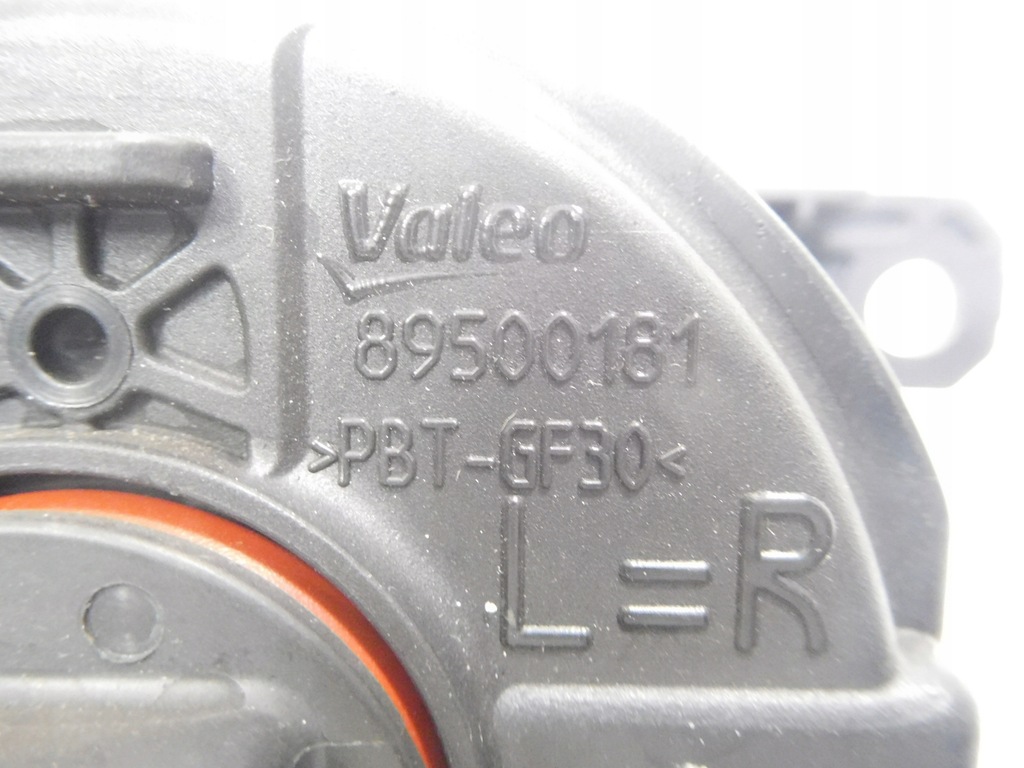 Valeo
89500181
>PBT-GF30<
L=R